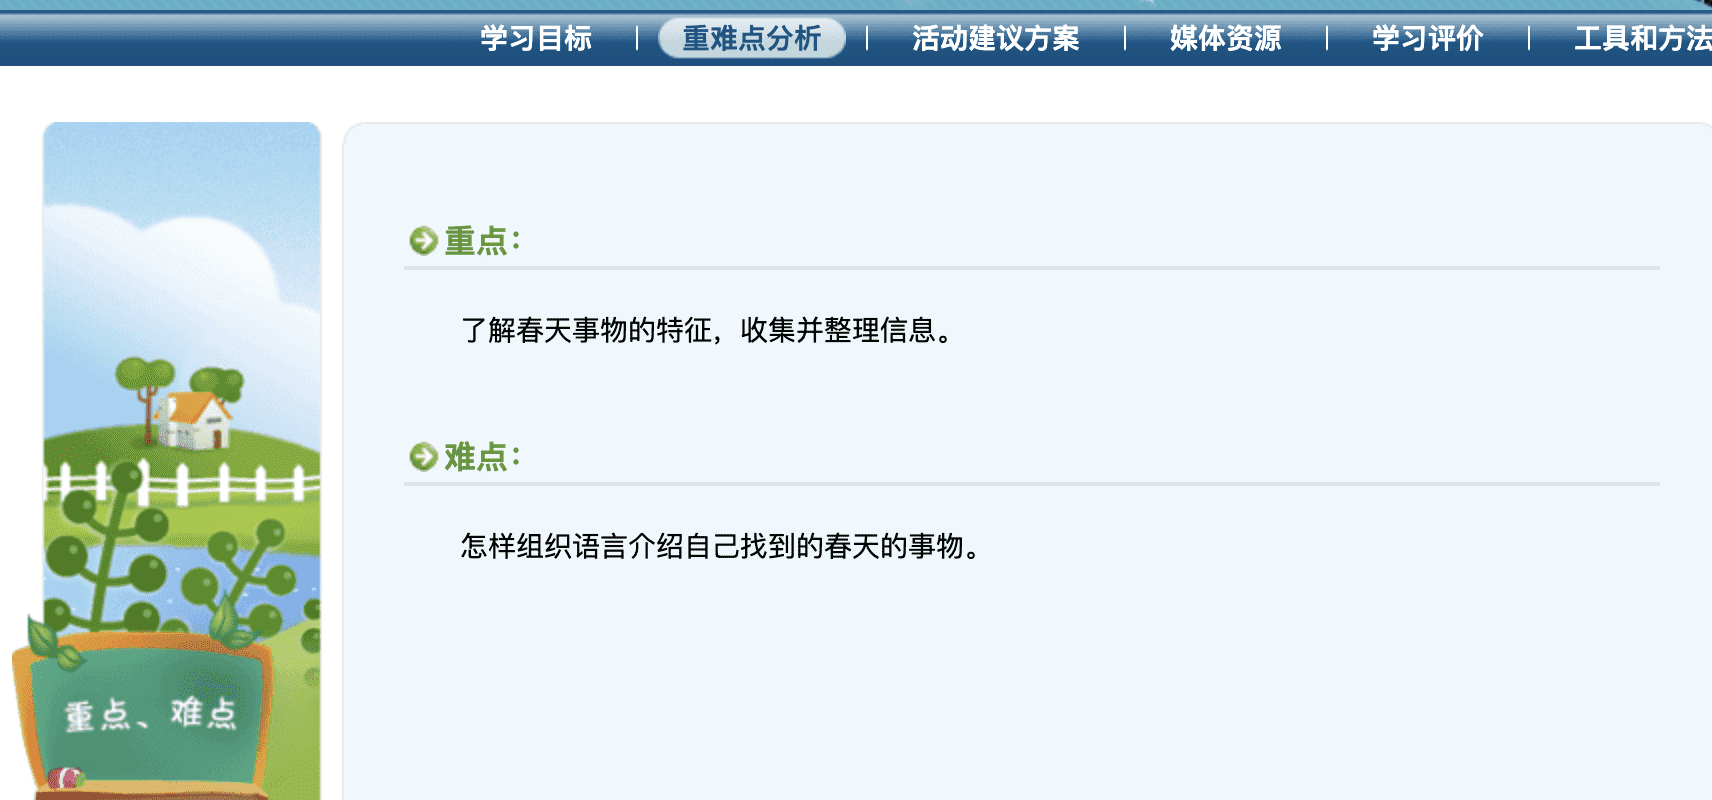 学习目标 | 重难点分析 | 活动建议方案 | 媒体资源 | 学习评价 | 工具和方法
重点：
了解春天事物的特征，收集并整理信息。
难点：
怎样组织语言介绍自己找到的春天的事物。
重点、难点